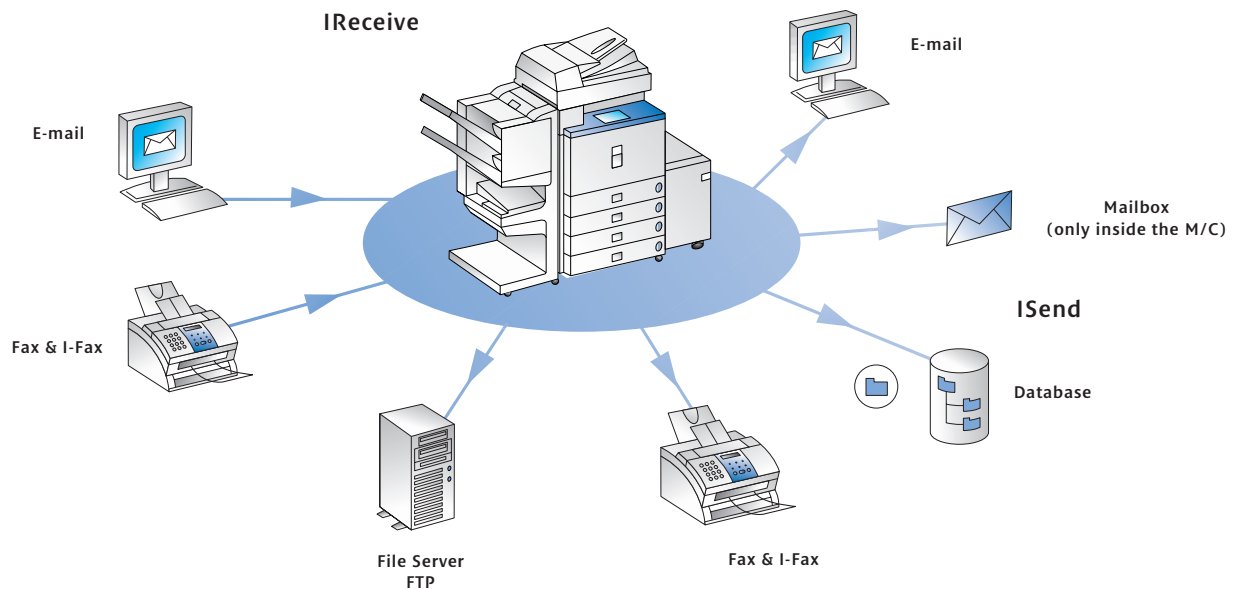 IReceive
E-mail
E-mail
Mailbox
(only inside the M/C)
ISend
Fax & I-Fax
Database
File Server
FTP
Fax & I-Fax